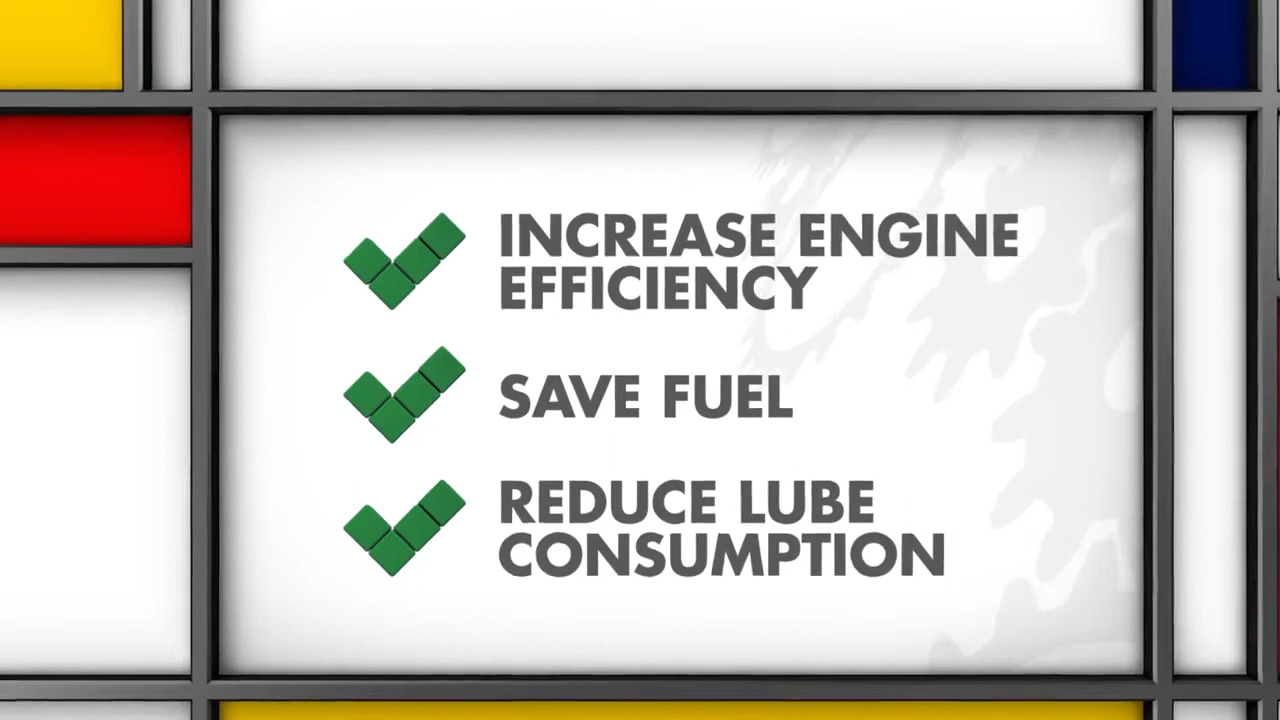 INCREASE ENGINE
EFFICIENCY
SAVE FUEL
REDUCE LUBE
CONSUMPTION